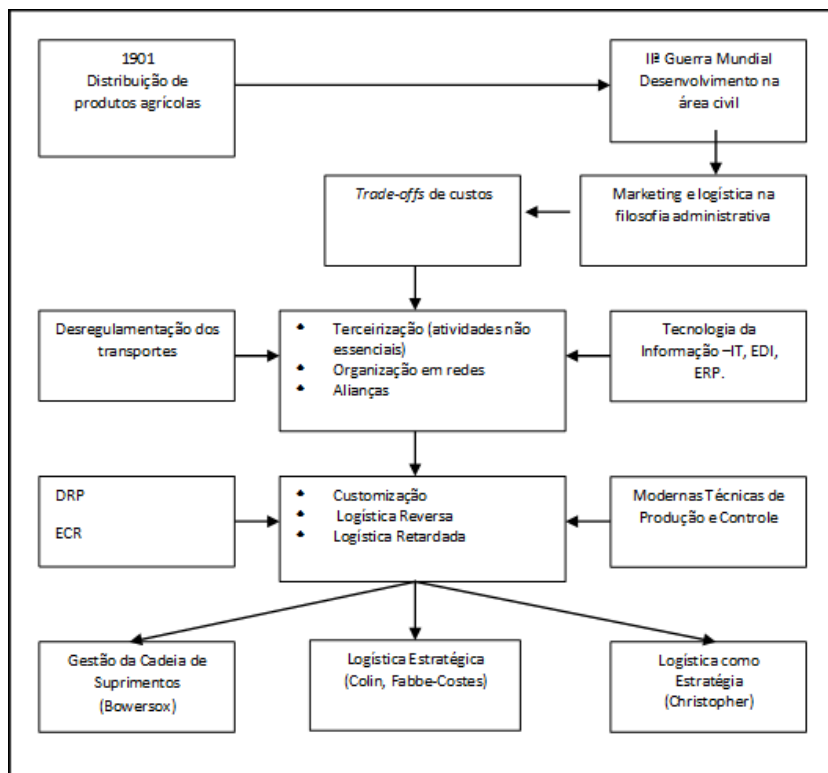 1901
Distribuição de
produtos agrícolas
IIª Guerra Mundial
Desenvolvimento na
área civil
Trade-offs de custos
Marketing e logística na
filosofia administrativa
Desregulamentação dos
transportes
Terceirização (atividades não
essenciais)
Organização em redes
Alianças
Tecnologia da
Informação –IT, EDI,
ERP.
DRP
ECR
Customização
Logística Reversa
Logística Retardada
Modernas Técnicas de
Produção e Controle
Gestão da Cadeia de
Suprimentos
(Bowersox)
Logística Estratégica
(Colin, Fabbe-Costes)
Logística como
Estratégia
(Christopher)